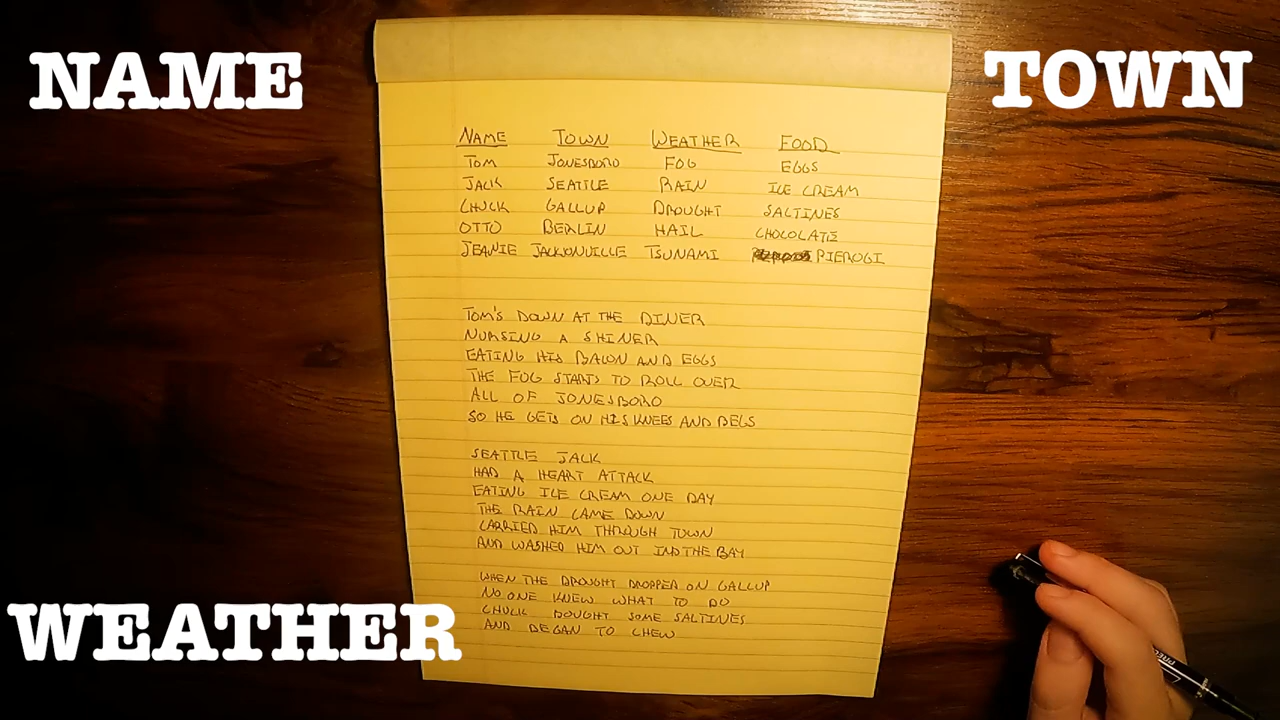 NAME
TOWN
NAME TOWN WEATHER FOOD
TOM JONESBORO FOG EGGS
JACK SEATTLE RAIN ICE CREAM
CHUCK GALLUP DROUGHT SALTINES
OTTO BERLIN HAIL CHOCOLATE
JEANIE JACKSONVILLE TSUNAMI PIEROGI
TOM'S DOWN AT THE DINER
NURSING A SHINER
EATING HIS BACON AND EGGS
THE FOG STARTS TO ROLL OVER
ALL OF JONESBORO
SO HE GETS ON HIS KNEES AND BEGS
SEATTLE JACK
HAD A HEART ATTACK
EATING ICE CREAM ONE DAY
THE RAIN CAME DOWN
CARRIED HIM THROUGH TOWN
AND WASHED HIM OUT INTO THE BAY
WHEN THE DROUGHT DROPPED ON GALLUP
NO ONE KNEW WHAT TO DO
CHUCK BOUGHT SOME SALTINES
AND BEGAN TO CHEW
WEATHER